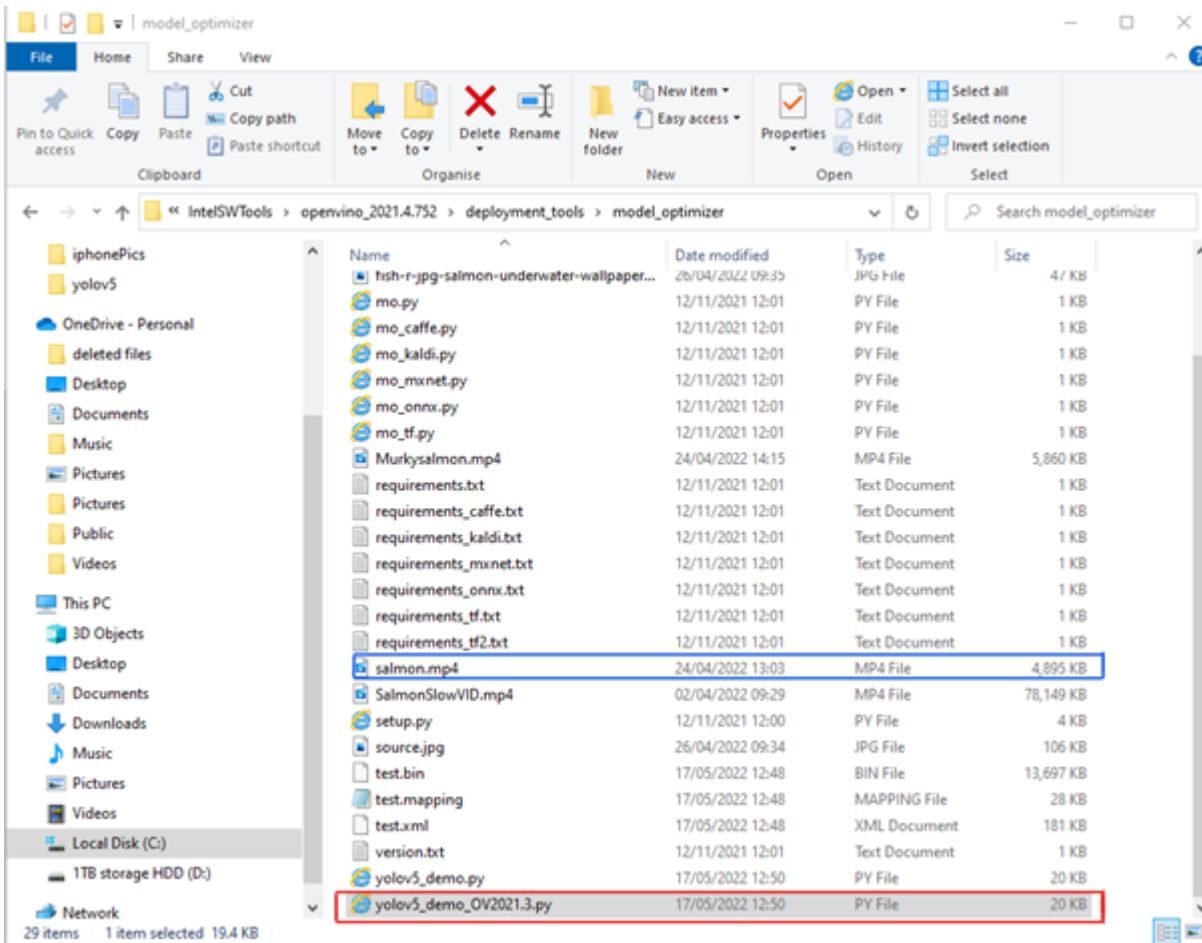 model_optimizer
File Home Share View
Pin to Quick access
Copy
Paste
Cut
Copy path
Paste shortcut
Clipboard
Move to
Copy to
Delete
Rename
Organise
New folder
New item
Easy access
New
Properties
Open
Edit
History
Open
Select all
Select none
Invert selection
Select
« IntelSWTools > openvino_2021.4.752 > deployment_tools > model_optimizer
Search model_optimizer
iphonePics
yolov5
OneDrive - Personal
deleted files
Desktop
Documents
Music
Pictures
Pictures
Public
Videos
This PC
3D Objects
Desktop
Documents
Downloads
Music
Pictures
Videos
Local Disk (C:)
1TB storage HDD (D:)
Network
Name Date modified Type Size
fish-r-jpg-salmon-underwater-wallpaper... 26/04/2022 09:35 JPG File 47 KB
mo.py 12/11/2021 12:01 PY File 1 KB
mo_caffe.py 12/11/2021 12:01 PY File 1 KB
mo_kaldi.py 12/11/2021 12:01 PY File 1 KB
mo_mxnet.py 12/11/2021 12:01 PY File 1 KB
mo_onnx.py 12/11/2021 12:01 PY File 1 KB
mo_tf.py 12/11/2021 12:01 PY File 1 KB
Murkysalmon.mp4 24/04/2022 14:15 MP4 File 5,860 KB
requirements.txt 12/11/2021 12:01 Text Document 1 KB
requirements_caffe.txt 12/11/2021 12:01 Text Document 1 KB
requirements_kaldi.txt 12/11/2021 12:01 Text Document 1 KB
requirements_mxnet.txt 12/11/2021 12:01 Text Document 1 KB
requirements_onnx.txt 12/11/2021 12:01 Text Document 1 KB
requirements_tf.txt 12/11/2021 12:01 Text Document 1 KB
requirements_tf2.txt 12/11/2021 12:01 Text Document 1 KB
salmon.mp4 24/04/2022 13:03 MP4 File 4,895 KB
SalmonSlowVID.mp4 02/04/2022 09:29 MP4 File 78,149 KB
setup.py 12/11/2021 12:00 PY File 4 KB
source.jpg 26/04/2022 09:34 JPG File 106 KB
test.bin 17/05/2022 12:48 BIN File 13,697 KB
test.mapping 17/05/2022 12:48 MAPPING File 28 KB
test.xml 17/05/2022 12:48 XML Document 181 KB
version.txt 12/11/2021 12:01 Text Document 1 KB
yolov5_demo.py 17/05/2022 12:50 PY File 20 KB
yolov5_demo_OV2021.3.py 17/05/2022 12:50 PY File 20 KB
29 items 1 item selected 19.4 KB